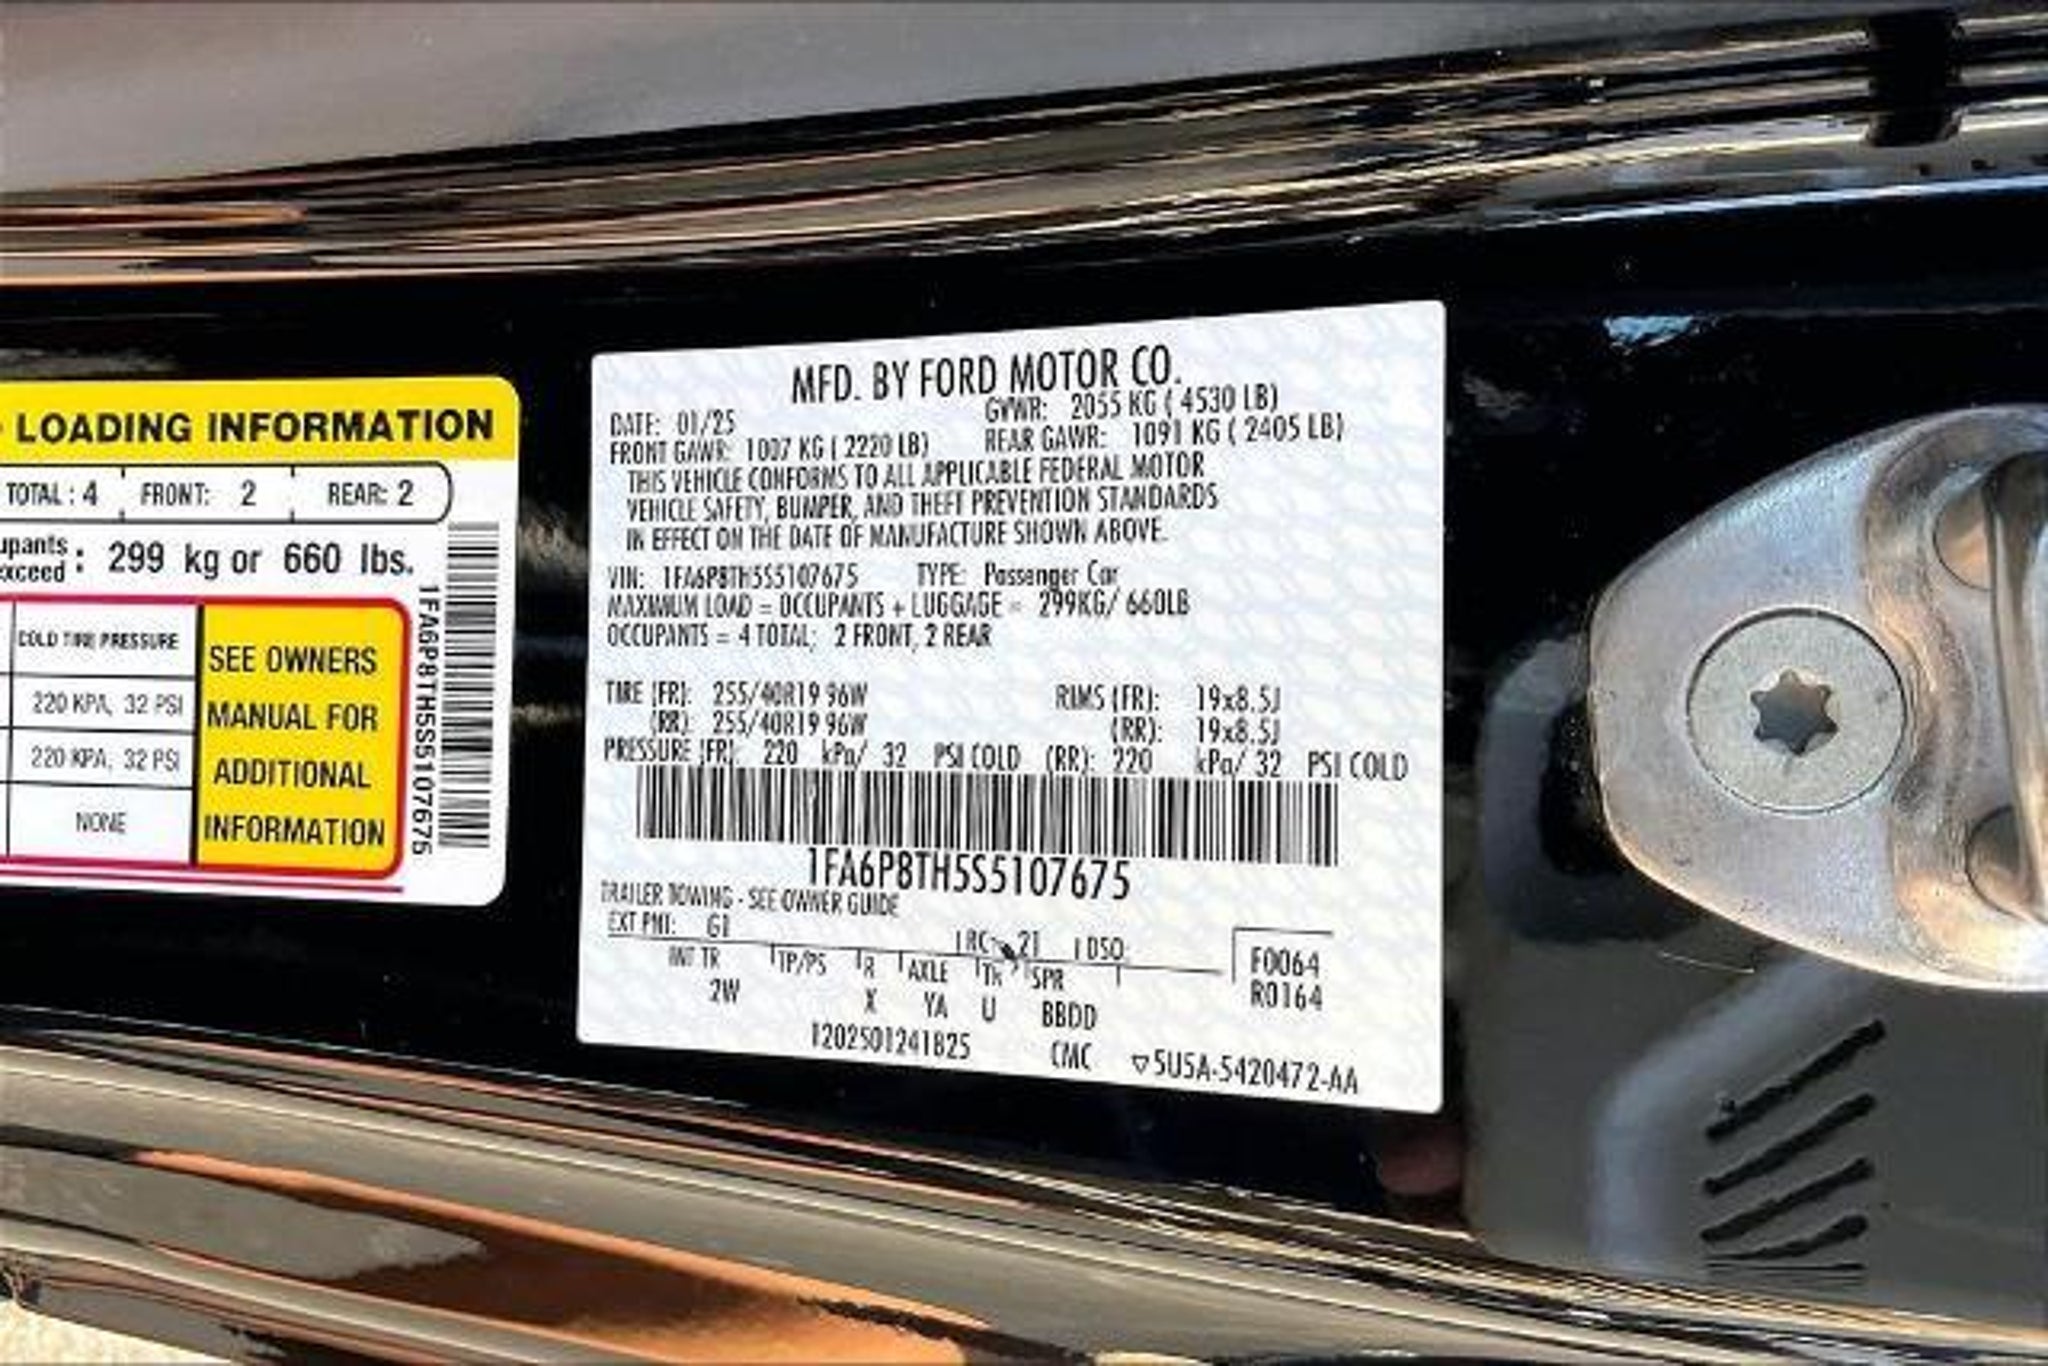 LOADING INFORMATION
TOTAL : 4 FRONT: 2 REAR: 2
299 kg or 660 lbs.
COLD TIRE PRESSURE
220 KPA, 32 PSI
220 KPA, 32 PSI
NONE
SEE OWNERS
MANUAL FOR
ADDITIONAL
INFORMATION
1FA6P8TH5S5107675
MFD. BY FORD MOTOR CO.
DATE: 01/25 GVWR: 2055 KG ( 4530 LB)
FRONT GAWR: 1007 KG ( 2220 LB) REAR GAWR: 1091 KG ( 2405 LB)
THIS VEHICLE CONFORMS TO ALL APPLICABLE FEDERAL MOTOR
VEHICLE SAFETY, BUMPER, AND THEFT PREVENTION STANDARDS
IN EFFECT ON THE DATE OF MANUFACTURE SHOWN ABOVE.
VIN: 1FA6P8TH5S5107675 TYPE: Passenger Car
MAXIMUM LOAD = OCCUPANTS + LUGGAGE = 299KG/ 660LB
OCCUPANTS = 4 TOTAL; 2 FRONT, 2 REAR
TIRE (FR): 255/40R19 96W RIMS (FR): 19x8.5J
(RR): 255/40R19 96W (RR): 19x8.5J
PRESSURE (FR): 220 kPa/ 32 PSI COLD (RR): 220 kPa/ 32 PSI COLD
1FA6P8TH5S5107675
TRAILER TOWING - SEE OWNER GUIDE
EXT PNT: G1 RC: 21 DSO F0064
INT TR TP/PS R AXLE TR SPR R0164
2W X YA U BBDD
1202501241825 CMC ▽5U5A-5420472-AA